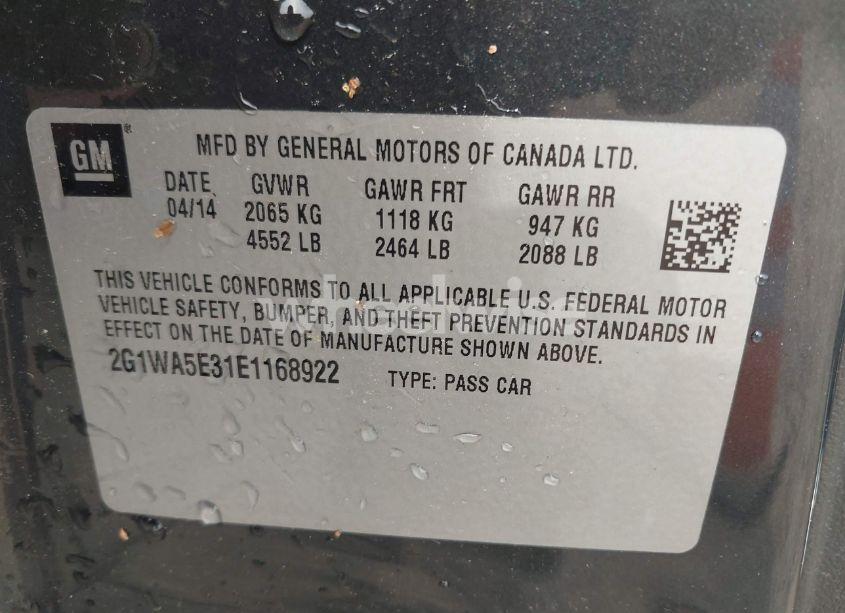 GM®
MFD BY GENERAL MOTORS OF CANADA LTD.
DATE GVWR GAWR FRT GAWR RR
04/14 2065 KG 1118 KG 947 KG
4552 LB 2464 LB 2088 LB
THIS VEHICLE CONFORMS TO ALL APPLICABLE U.S. FEDERAL MOTOR
VEHICLE SAFETY, BUMPER, AND THEFT PREVENTION STANDARDS IN
EFFECT ON THE DATE OF MANUFACTURE SHOWN ABOVE.
2G1WA5E31E1168922 TYPE: PASS CAR